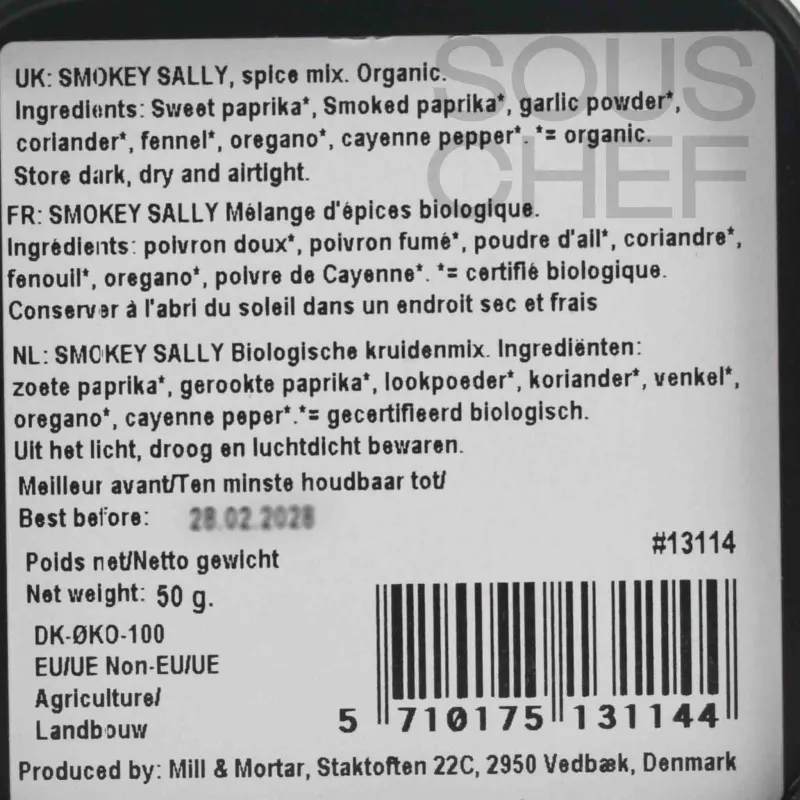 SOUS
CHEF
UK: SMOKEY SALLY, spice mix. Organic.
Ingredients: Sweet paprika*, Smoked paprika*, garlic powder*,
coriander*, fennel*, oregano*, cayenne pepper*. *= organic.
Store dark, dry and airtight.
FR: SMOKEY SALLY Mélange d'épices biologique.
Ingrédients: poivron doux*, poivron fumé*, poudre d'ail*, coriandre*,
fenouil*, oregano*, poivre de Cayenne*. *= certifié biologique.
Conserver à l'abri du soleil dans un endroit sec et frais
NL: SMOKEY SALLY Biologische kruidenmix. Ingrediënten:
zoete paprika*, gerookte paprika*, lookpoeder*, koriander*, venkel*,
oregano*, cayenne peper*.*= gecertifieerd biologisch.
Uit het licht, droog en luchtdicht bewaren.
Meilleur avant/Ten minste houdbaar tot/
Best before: 28.02.2028
Poids net/Netto gewicht
Net weight: 50 g.
#13114
DK-ØKO-100
EU/UE Non-EU/UE
Agriculture/
Landbouw
5 710175 131144
Produced by: Mill & Mortar, Staktoften 22C, 2950 Vedbæk, Denmark